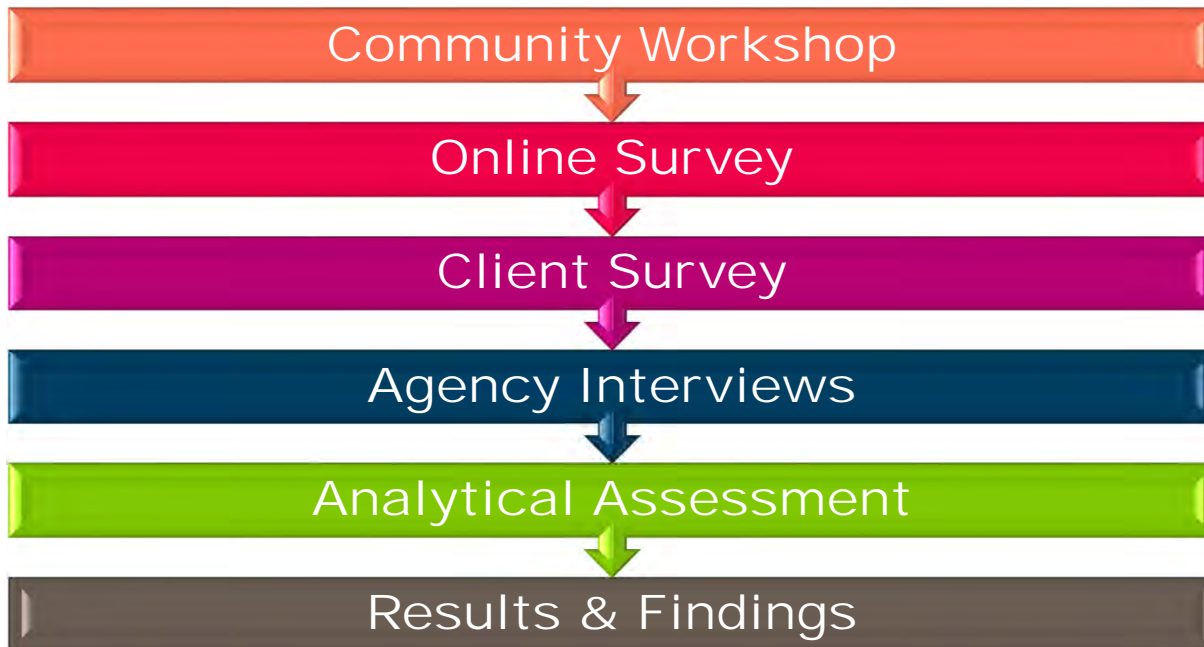 Community Workshop
Online Survey
Client Survey
Agency Interviews
Analytical Assessment
Results & Findings